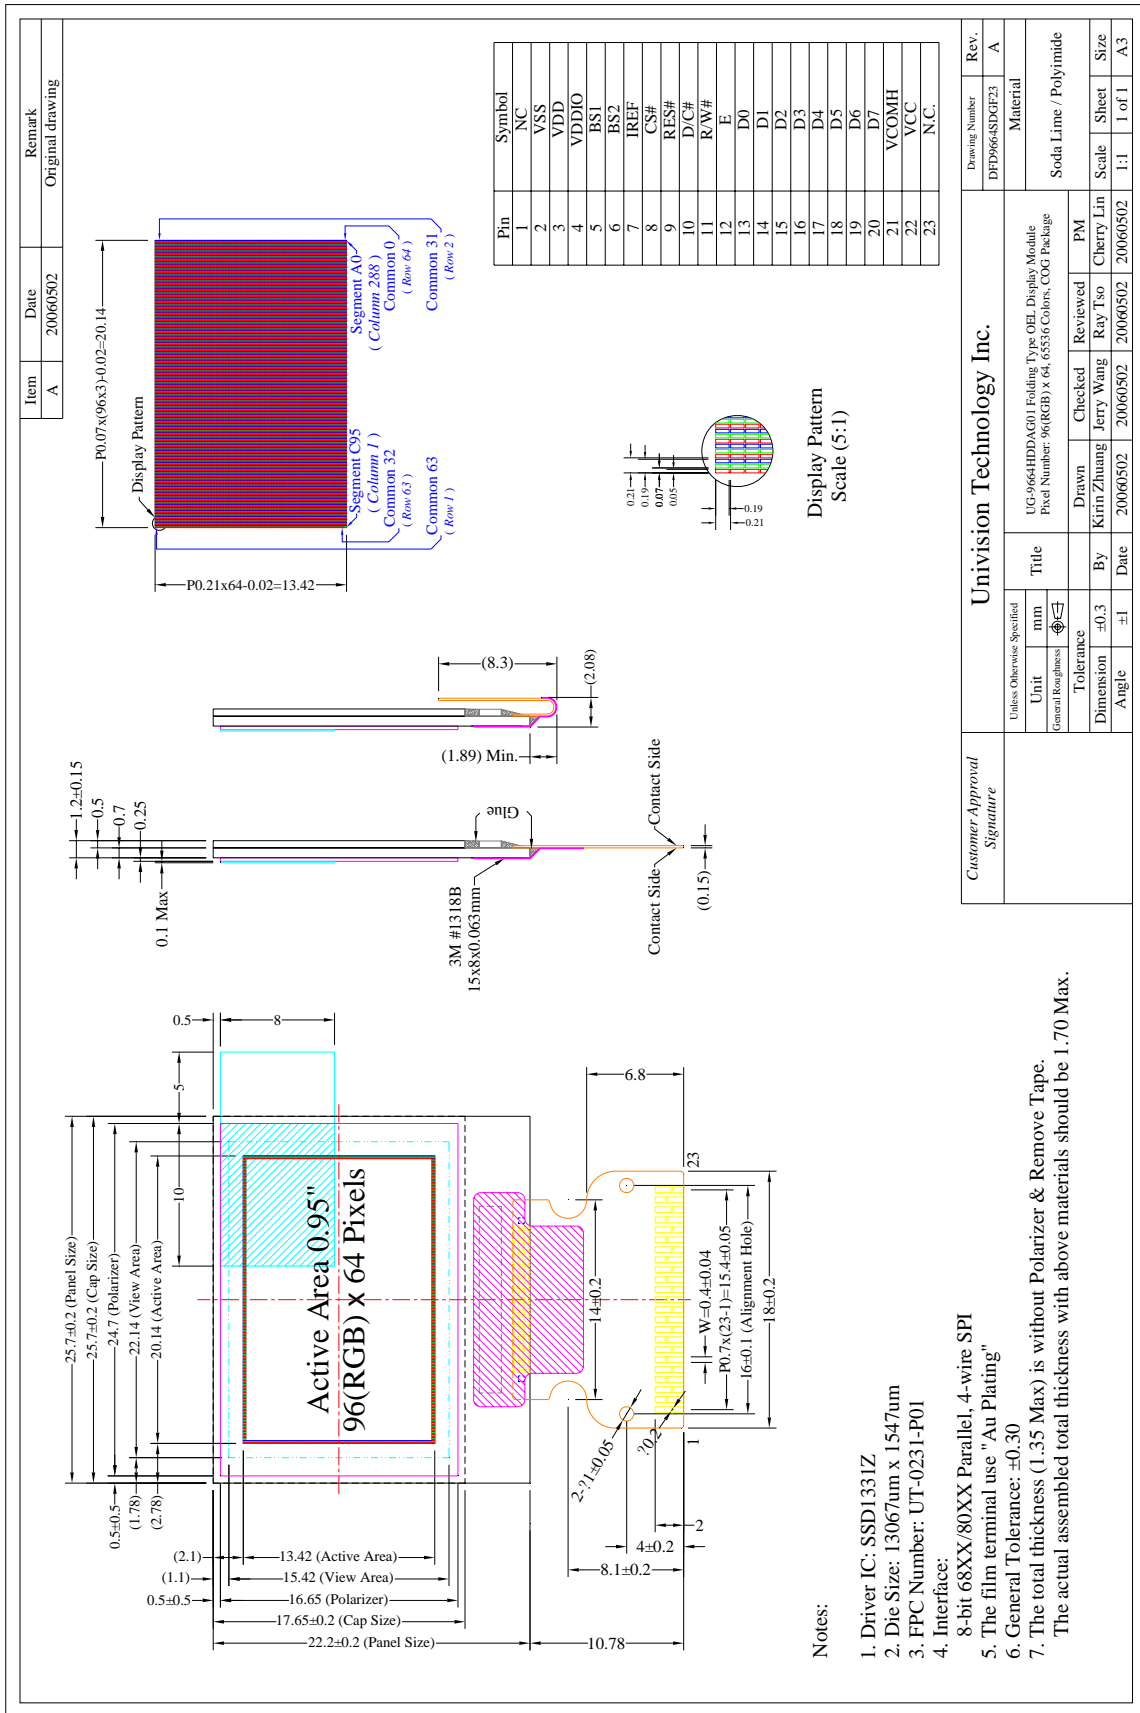 Item Date Remark
A 20060502 Original drawing
P0.07x(96x3)-0.02=20.14
Display Pattern
P0.21x64-0.02=13.42
Segment A0
( Column 288 )
Common 0
( Row 64 )
Common 31
( Row 2 )
Segment C95
( Column 1 )
Common 32
( Row 63 )
Common 63
( Row 1 )
Pin Symbol
1 NC
2 VSS
3 VDD
4 VDDIO
5 BS1
6 BS2
7 IREF
8 CS#
9 RES#
10 D/C#
11 R/W#
12 E
13 D0
14 D1
15 D2
16 D3
17 D4
18 D5
19 D6
20 D7
21 VCOMH
22 VCC
23 N.C.
0.21
0.19
0.07
0.05
0.19
0.21
Display Pattern
Scale (5:1)
(8.3)
(2.08)
(1.89) Min.
1.2±0.15
0.5
0.7
0.25
0.1 Max
Glue
3M #1318B
15x8x0.063mm
Contact Side
Contact Side
(0.15)
0.5
8
5
10
25.7±0.2 (Panel Size)
25.7±0.2 (Cap Size)
24.7 (Polarizer)
22.14 (View Area)
20.14 (Active Area)
0.5±0.5
(1.78)
(2.78)
Active Area 0.95"
96(RGB) x 64 Pixels
(2.1)
(1.1)
0.5±0.5
13.42 (Active Area)
15.42 (View Area)
16.65 (Polarizer)
17.65±0.2 (Cap Size)
22.2±0.2 (Panel Size)
10.78
6.8
14±0.2
W=0.4±0.04
P0.7x(23-1)=15.4±0.05
16±0.1 (Alignment Hole)
18±0.2
23
1
2-?1±0.05
?0.2
2
4±0.2
8.1±0.2
Notes:
1. Driver IC: SSD1331Z
2. Die Size: 13067um x 1547um
3. FPC Number: UT-0231-P01
4. Interface:
8-bit 68XX/80XX Parallel, 4-wire SPI
5. The film terminal use "Au Plating"
6. General Tolerance: ±0.30
7. The total thickness (1.35 Max) is without Polarizer & Remove Tape.
The actual assembled total thickness with above materials should be 1.70 Max.
Customer Approval
Signature
Univision Technology Inc.
Drawing Number Rev.
DFD9664SDGF23 A
Unless Otherwise Specified
Unit mm
General Roughness
Tolerance
Dimension ±0.3
Angle ±1
Title
UG-9664HDDAG01 Folding Type OEL Display Module
Pixel Number: 96(RGB) x 64, 65536 Colors, COG Package
Material
Soda Lime / Polyimide
Drawn Checked Reviewed PM
By Kirin Zhuang Jerry Wang Ray Tso Cherry Lin
Date 20060502 20060502 20060502 20060502
Scale Sheet Size
1:1 1 of 1 A3